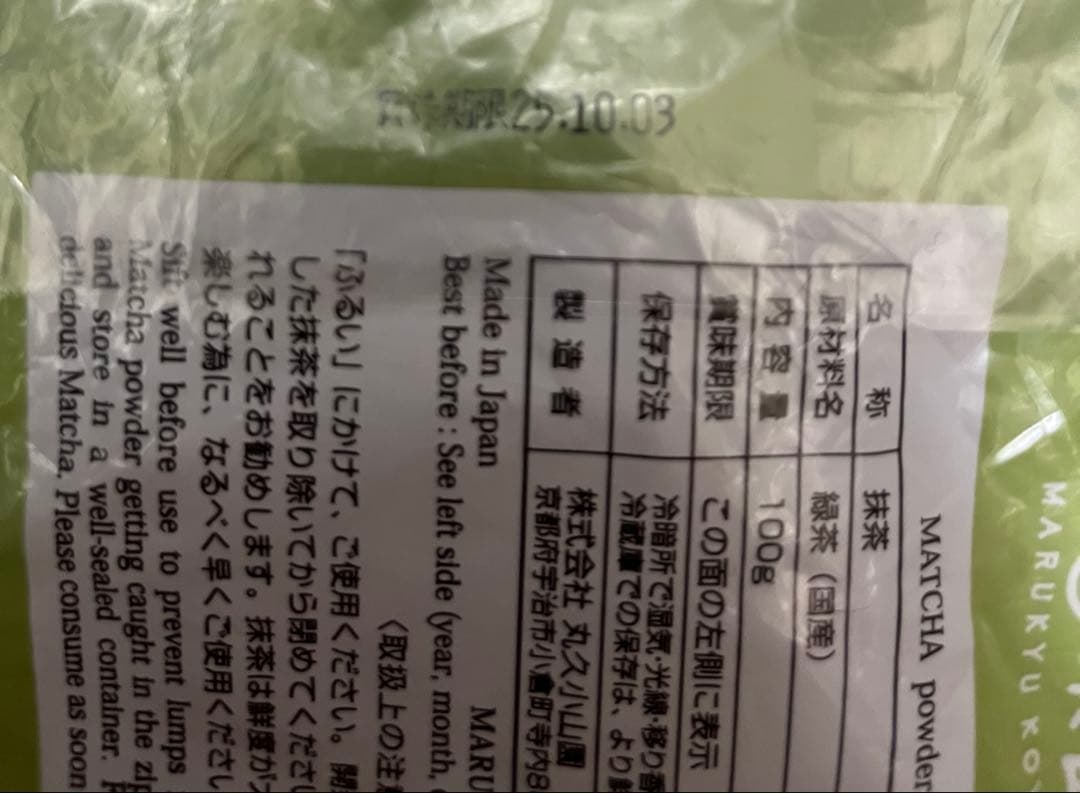 賞味期限25.10.03
MARUKYU KOY
MATCHA powder
名称 抹茶
原材料名 緑茶（国産）
内容量 100g
賞味期限 この面の左側に表示
保存方法 冷暗所で湿気・光線・移り香
冷蔵庫での保存は、より
製造者 株式会社 丸久小山園
京都府宇治市小倉町寺内8
Made in Japan MARU
Best before : See left side (year, month,
〈取扱上の注
「ふるい」にかけて、ご使用ください。開
した抹茶を取り除いてから閉めてくださ
れることをお勧めします。抹茶は鮮度が
楽しむ為に、なるべく早くご使用くださ
Sift well before use to prevent lumps
Matcha powder getting caught in the zip
and store in a well-sealed container.
delicious Matcha. Please consume as soon